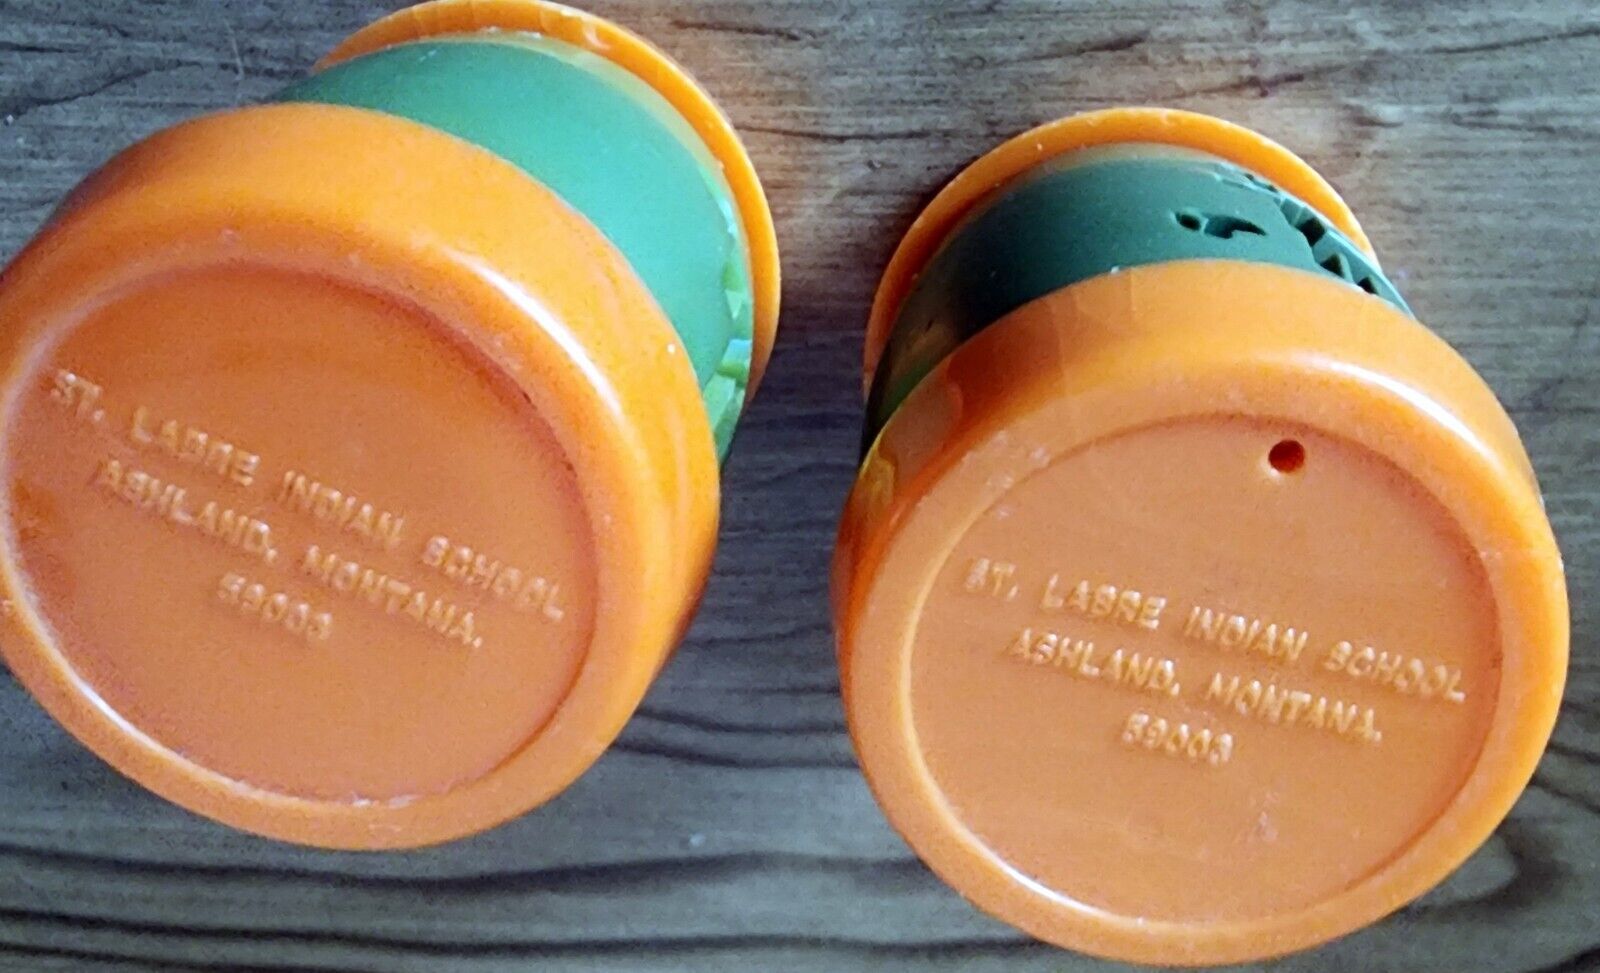 ST. LABRE INDIAN SCHOOL
ASHLAND, MONTANA.
59003
ST. LABRE INDIAN SCHOOL
ASHLAND, MONTANA.
59003